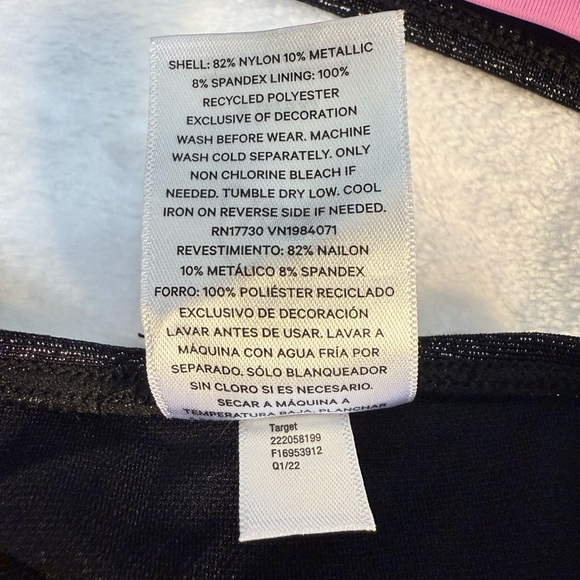 SHELL: 82% NYLON 10% METALLIC
8% SPANDEX LINING: 100%
RECYCLED POLYESTER
EXCLUSIVE OF DECORATION
WASH BEFORE WEAR. MACHINE
WASH COLD SEPARATELY. ONLY
NON CHLORINE BLEACH IF
NEEDED. TUMBLE DRY LOW. COOL
IRON ON REVERSE SIDE IF NEEDED.
RN17730 VN1984071
REVESTIMIENTO: 82% NAILON
10% METÁLICO 8% SPANDEX
FORRO: 100% POLIÉSTER RECICLADO
EXCLUSIVO DE DECORACIÓN
LAVAR ANTES DE USAR. LAVAR A
MÁQUINA CON AGUA FRÍA POR
SEPARADO. SÓLO BLANQUEADOR
SIN CLORO SI ES NECESARIO.
SECAR A MÁQUINA A
TEMPERATURA BAJA. PLANCHAR
Target
222058199
F16953912
Q1/22